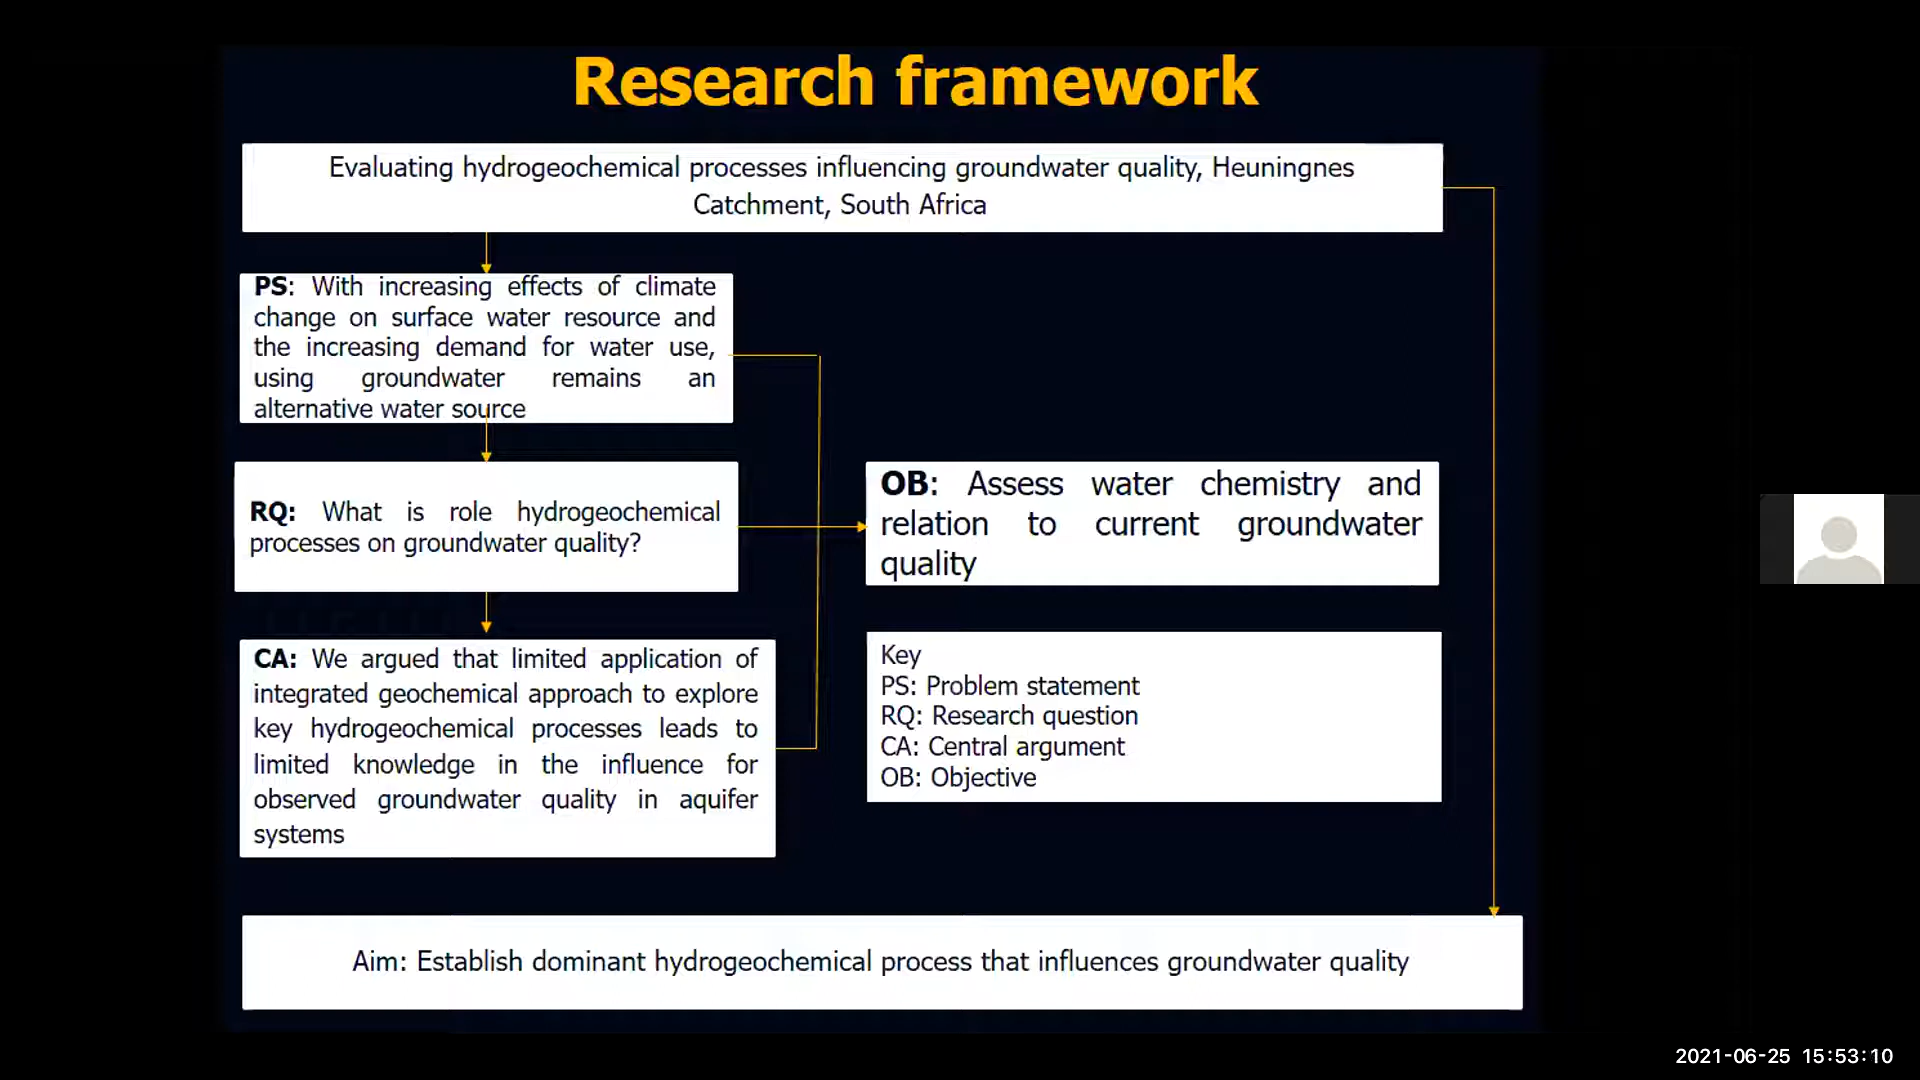 Research framework
Evaluating hydrogeochemical processes influencing groundwater quality, Heuningnes
Catchment, South Africa
PS: With increasing effects of climate
change on surface water resource and
the increasing demand for water use,
using groundwater remains an
alternative water source
RQ: What is role hydrogeochemical
processes on groundwater quality?
CA: We argued that limited application of
integrated geochemical approach to explore
key hydrogeochemical processes leads to
limited knowledge in the influence for
observed groundwater quality in aquifer
systems
OB: Assess water chemistry and
relation to current groundwater
quality
Key
PS: Problem statement
RQ: Research question
CA: Central argument
OB: Objective
Aim: Establish dominant hydrogeochemical process that influences groundwater quality
2021-06-25 15:53:10